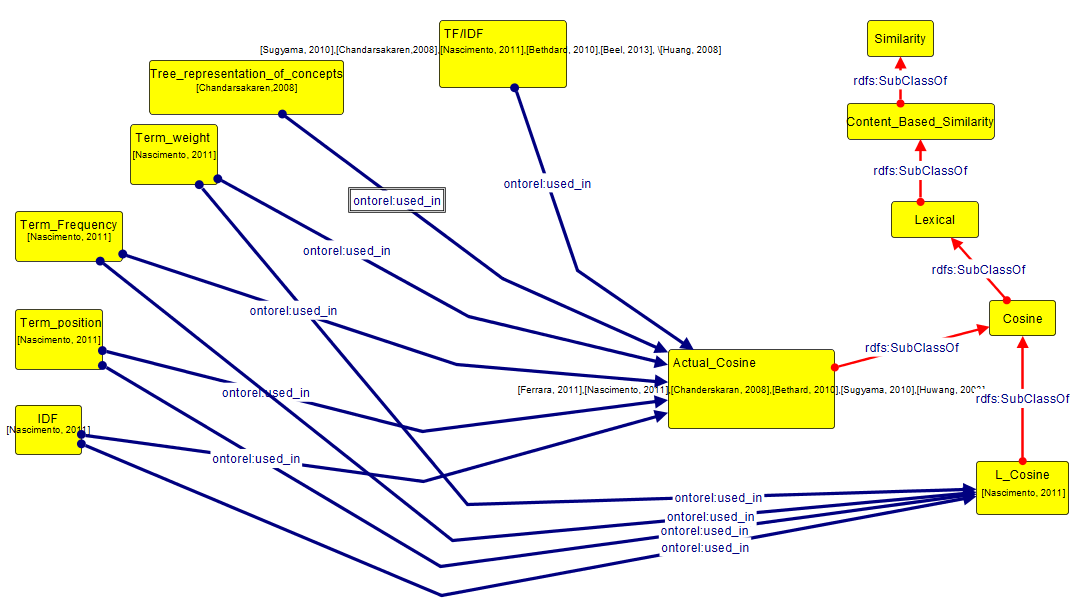 TF/IDF
[Sugyama, 2010],[Chandarsakaren,2008],[Nascimento, 2011],[Bethdard, 2010],[Beel, 2013], \[Huang, 2008]
Similarity
rdfs:SubClassOf
Tree_representation_of_concepts
[Chandarsakaren,2008]
Content_Based_Similarity
Term_weight
[Nascimento, 2011]
rdfs:SubClassOf
ontorel:used_in
ontorel:used_in
Lexical
Term_Frequency
[Nascimento, 2011]
ontorel:used_in
rdfs:SubClassOf
ontorel:used_in
Cosine
Term_position
[Nascimento, 2011]
rdfs:SubClassOf
Actual_Cosine
[Ferrara, 2011],[Nascimento, 2011],[Chanderskaran, 2008],[Bethard, 2010],[Sugyama, 2010],[Huwang,
ontorel:used_in
rdfs:SubClassOf
IDF
[Nascimento, 2011]
ontorel:used_in
L_Cosine
[Nascimento, 2011]
ontorel:used_in
ontorel:used_in
ontorel:used_in
ontorel:used_in